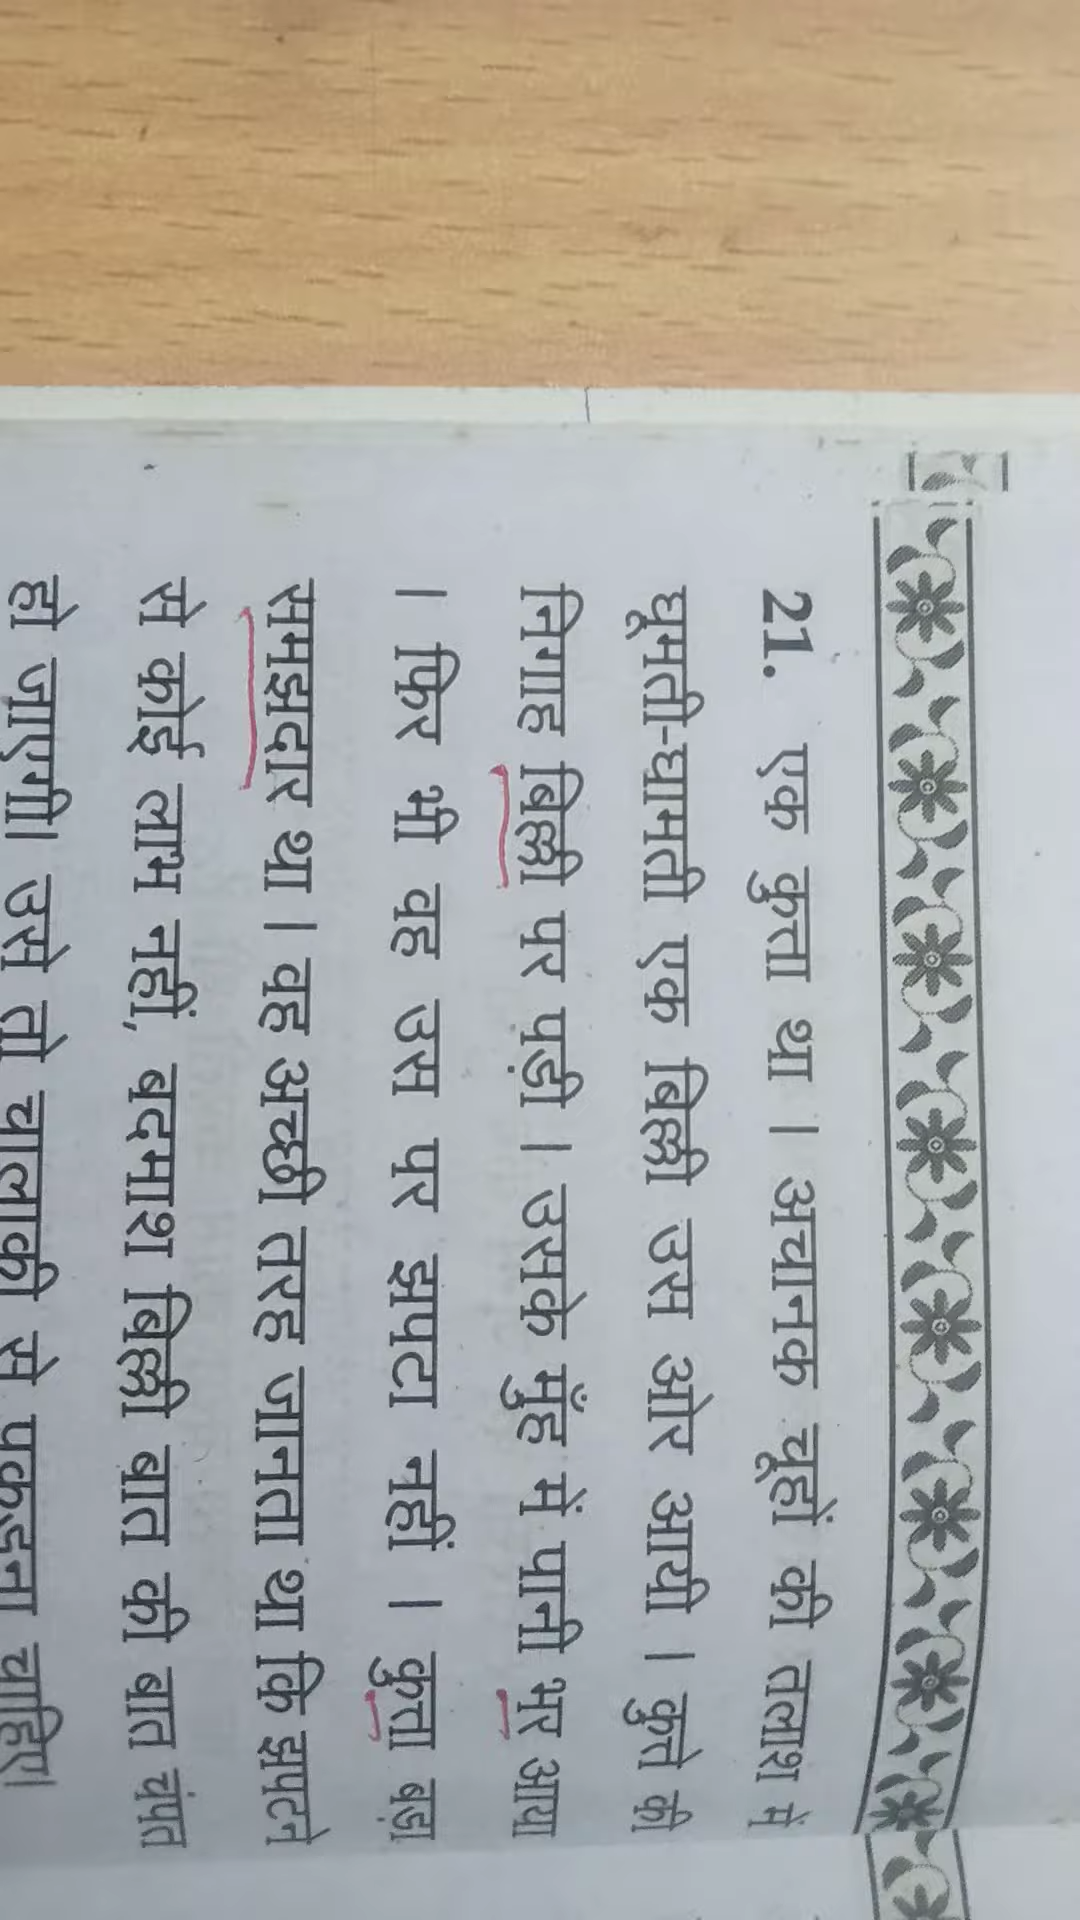 21. एक कुत्ता था । अचानक चूहों की तलाश में
घूमती-घामती एक बिल्ली उस ओर आयी । कुत्ते की
निगाह बिल्ली पर पड़ी । उसके मुँह में पानी भर आया
। फिर भी वह उस पर झपटा नहीं । कुत्ता बड़ा
समझदार था । वह अच्छी तरह जानता था कि झपटने
से कोई लाभ नहीं, बदमाश बिल्ली बात की बात चंपत
हो जाएगी। उसे तो चालाकी से पकड़ना चाहिए।